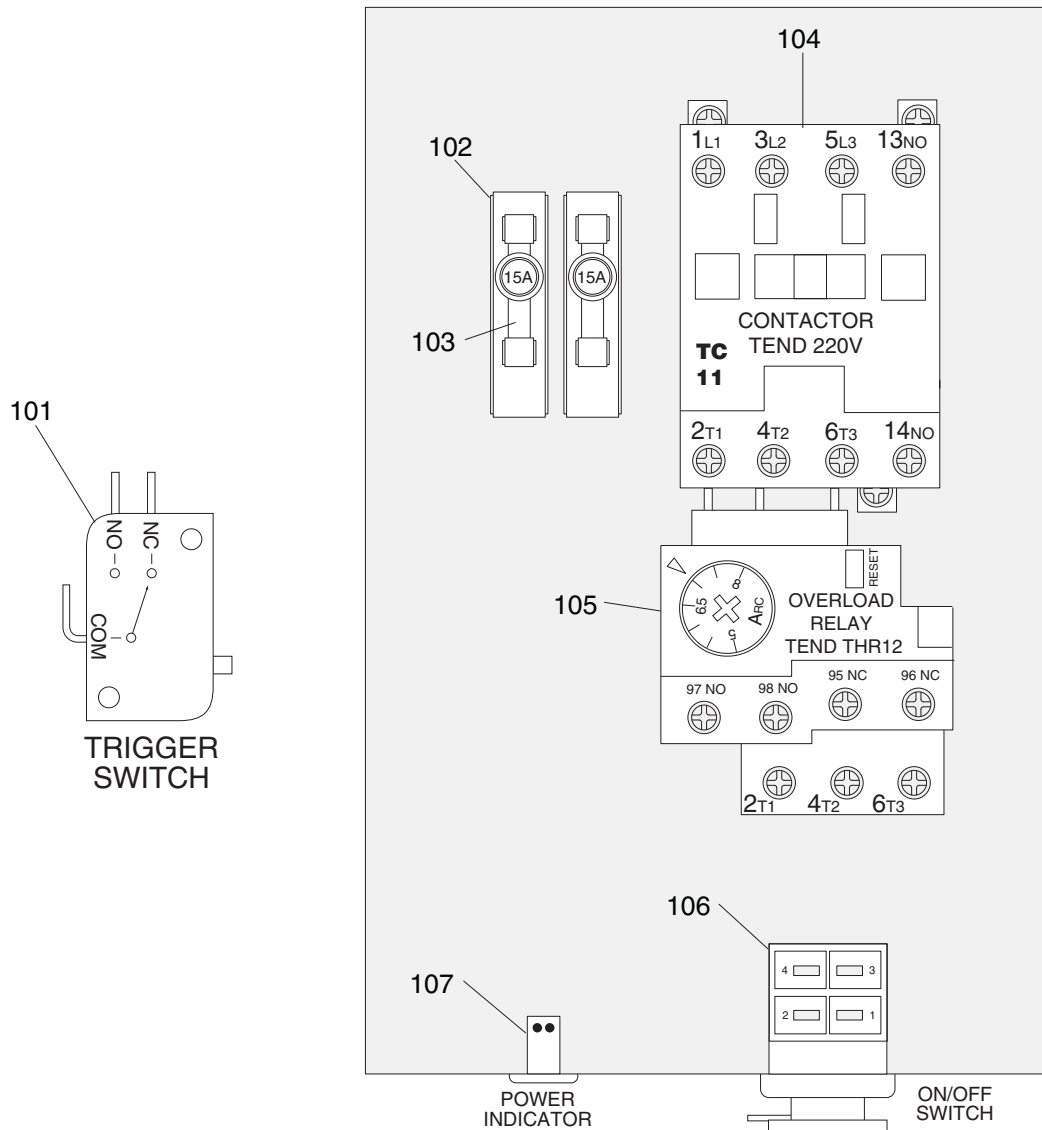 104
1L1 3L2 5L3 13NO
102
15A 15A
CONTACTOR
TEND 220V
TC
11
103
101
2T1 4T2 6T3 14NO
NO NC
COM
TRIGGER
SWITCH
RESET
8
6.5
5
ARC
105
OVERLOAD
RELAY
TEND THR12
97 NO 98 NO 95 NC 96 NC
2T1 4T2 6T3
106
4 3
2 1
107
POWER
INDICATOR
ON/OFF
SWITCH